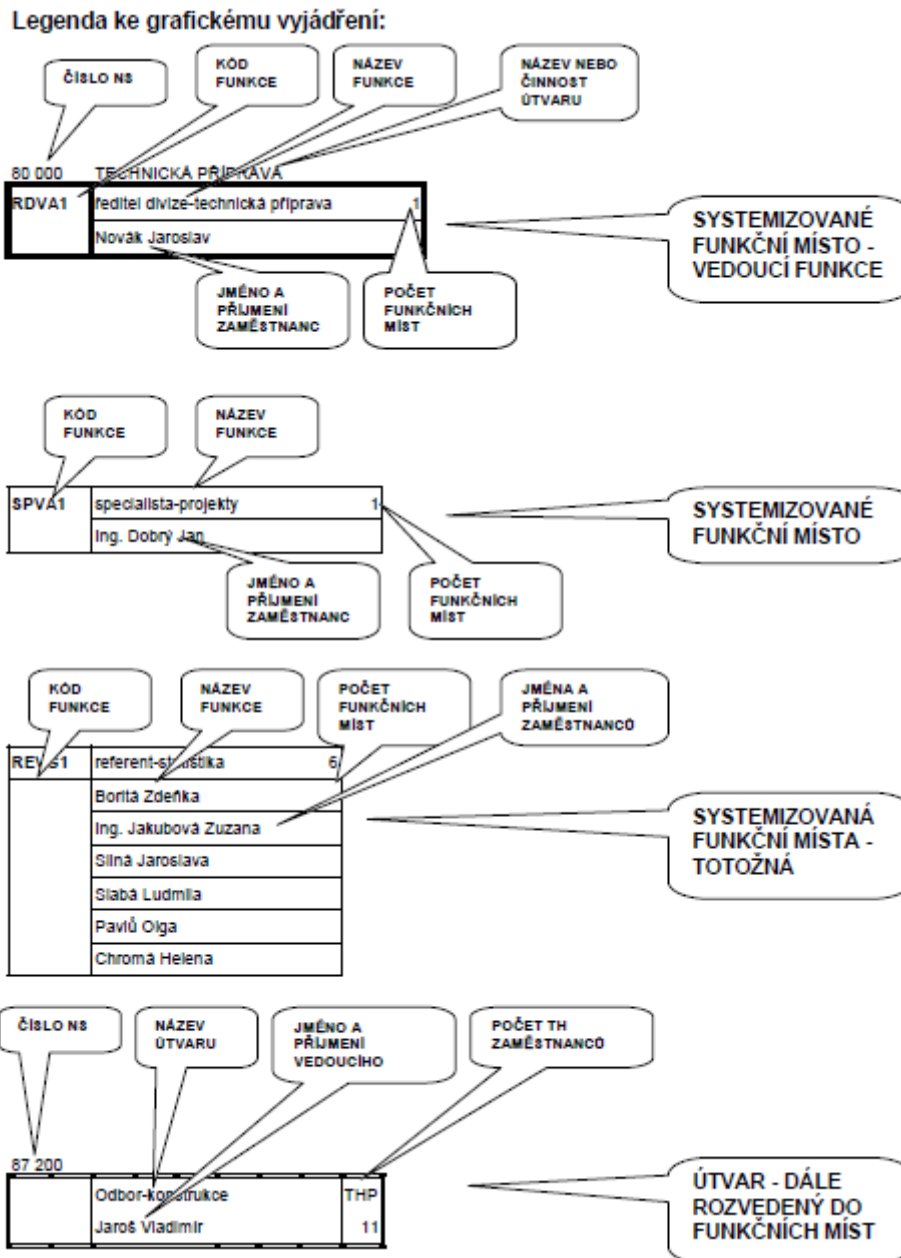 Legenda ke grafickému vyjádření:
ČÍSLO NS
KÓD
FUNKCE
NÁZEV
FUNKCE
NÁZEV NEBO
ČINNOST
ÚTVARU
80 000 TECHNICKÁ PŘÍPRAVA
RDVA1 ředitel divize-technická příprava 1
Novák Jaroslav
SYSTEMIZOVANÉ
FUNKČNÍ MÍSTO -
VEDOUCÍ FUNKCE
JMÉNO A
PŘÍJMENÍ
ZAMĚSTNANC
POČET
FUNKČNÍCH
MÍST
KÓD
FUNKCE
NÁZEV
FUNKCE
SPVA1 specialista-projekty 1
Ing. Dobrý Jan
SYSTEMIZOVANÉ
FUNKČNÍ MÍSTO
JMÉNO A
PŘÍJMENÍ
ZAMĚSTNANC
POČET
FUNKČNÍCH
MÍST
KÓD
FUNKCE
NÁZEV
FUNKCE
POČET
FUNKČNÍCH
MÍST
JMÉNA A
PŘÍJMENÍ
ZAMĚSTNANCŮ
referent-statistika 6
Boritá Zdeňka
Ing. Jakubová Zuzana
Silná Jaroslava
Slabá Ludmila
Pavlů Olga
Chromá Helena
SYSTEMIZOVANÁ
FUNKČNÍ MÍSTA -
TOTOŽNÁ
ČÍSLO NS
NÁZEV
ÚTVARU
JMÉNO A
PŘÍJMENÍ
VEDOUCÍHO
POČET TH
ZAMĚSTNANCŮ
87 200
Odbor-konstrukce THP
Jaroš Vladimír 11
ÚTVAR - DÁLE
ROZVEDENÝ DO
FUNKČNÍCH MÍST